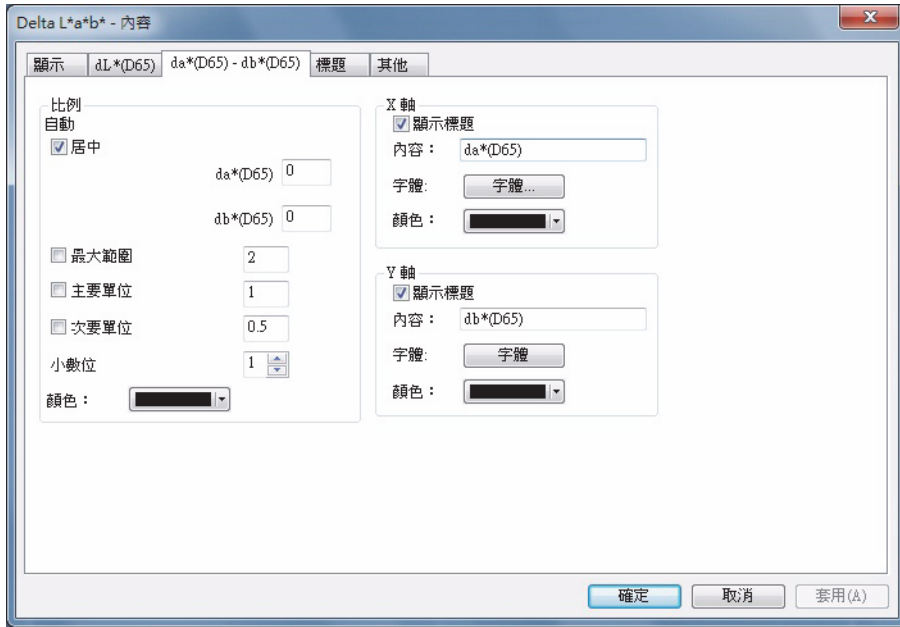 Delta L*a*b* - 內容
顯示 dL*(D65) da*(D65) - db*(D65) 標題 其他
比例
自動
居中
da*(D65) 0
db*(D65) 0
最大範圍 2
主要單位 1
次要單位 0.5
小數位 1
顏色：
X 軸
顯示標題
內容： da*(D65)
字體: 字體...
顏色：
Y 軸
顯示標題
內容： db*(D65)
字體: 字體
顏色：
確定 取消 套用(A)